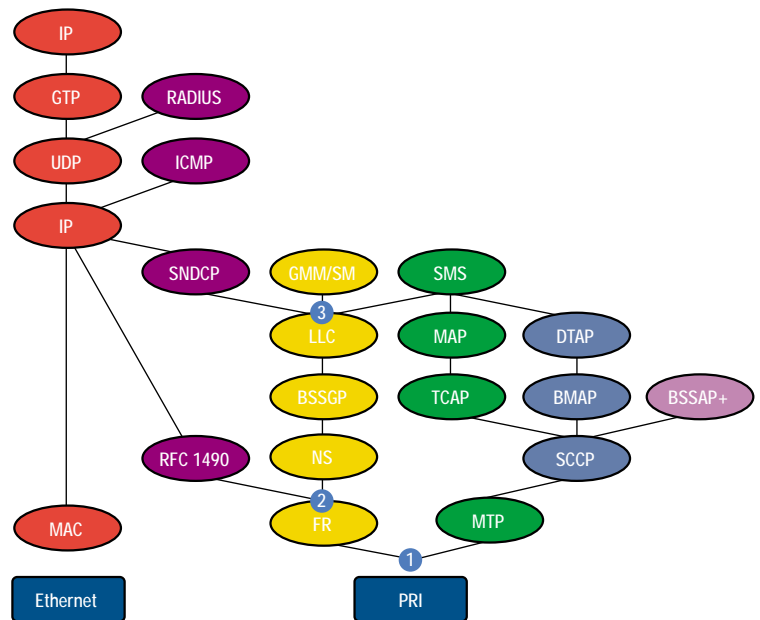 IP
GTP
RADIUS
UDP
ICMP
IP
SNDCP
GMM/SM
SMS
3
LLC
MAP
DTAP
BSSGP
TCAP
BMAP
BSSAP+
RFC 1490
NS
SCCP
2
MAC
FR
MTP
1
Ethernet
PRI